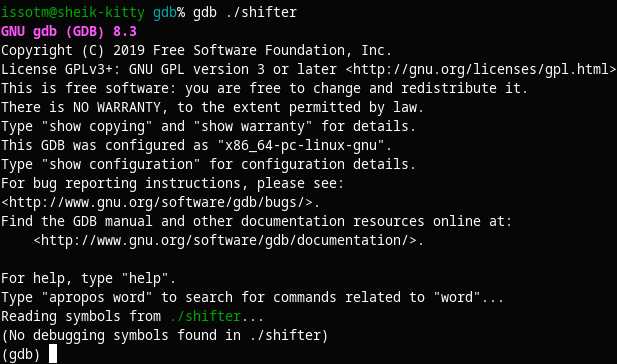 issotm@sheik-kitty gdb% gdb ./shifter
GNU gdb (GDB) 8.3
Copyright (C) 2019 Free Software Foundation, Inc.
License GPLv3+: GNU GPL version 3 or later <http://gnu.org/licenses/gpl.html>
This is free software: you are free to change and redistribute it.
There is NO WARRANTY, to the extent permitted by law.
Type "show copying" and "show warranty" for details.
This GDB was configured as "x86_64-pc-linux-gnu".
Type "show configuration" for configuration details.
For bug reporting instructions, please see:
<http://www.gnu.org/software/gdb/bugs/>.
Find the GDB manual and other documentation resources online at:
    <http://www.gnu.org/software/gdb/documentation/>.

For help, type "help".
Type "apropos word" to search for commands related to "word"...
Reading symbols from ./shifter...
(No debugging symbols found in ./shifter)
(gdb)